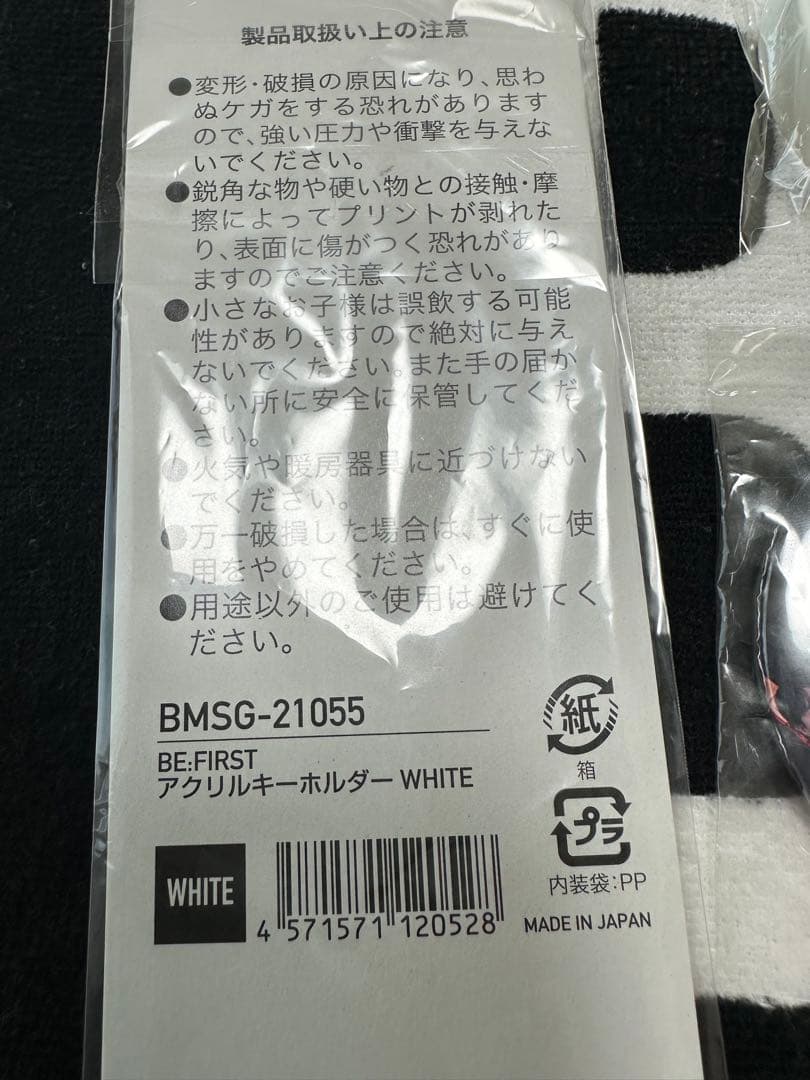 製品取扱い上の注意
●変形・破損の原因になり、思わ
ぬケガをする恐れがあります
ので、強い圧力や衝撃を与えな
いでください。
●鋭角な物や硬い物との接触・摩
擦によってプリントが剥れた
り、表面に傷がつく恐れがあり
ますのでご注意ください。
●小さなお子様は誤飲する可能
性がありますので絶対に与え
ないでください。また手の届か
ない所に安全に保管してくだ
さい。
●火気や暖房器具に近づけない
でください。
●万一破損した場合は、すぐに使
用をやめてください。
●用途以外のご使用は避けてく
ださい。
BMSG-21055
BE:FIRST
アクリルキーホルダー WHITE
紙
箱
プラ
内装袋:PP
WHITE
4 571571 120528
MADE IN JAPAN